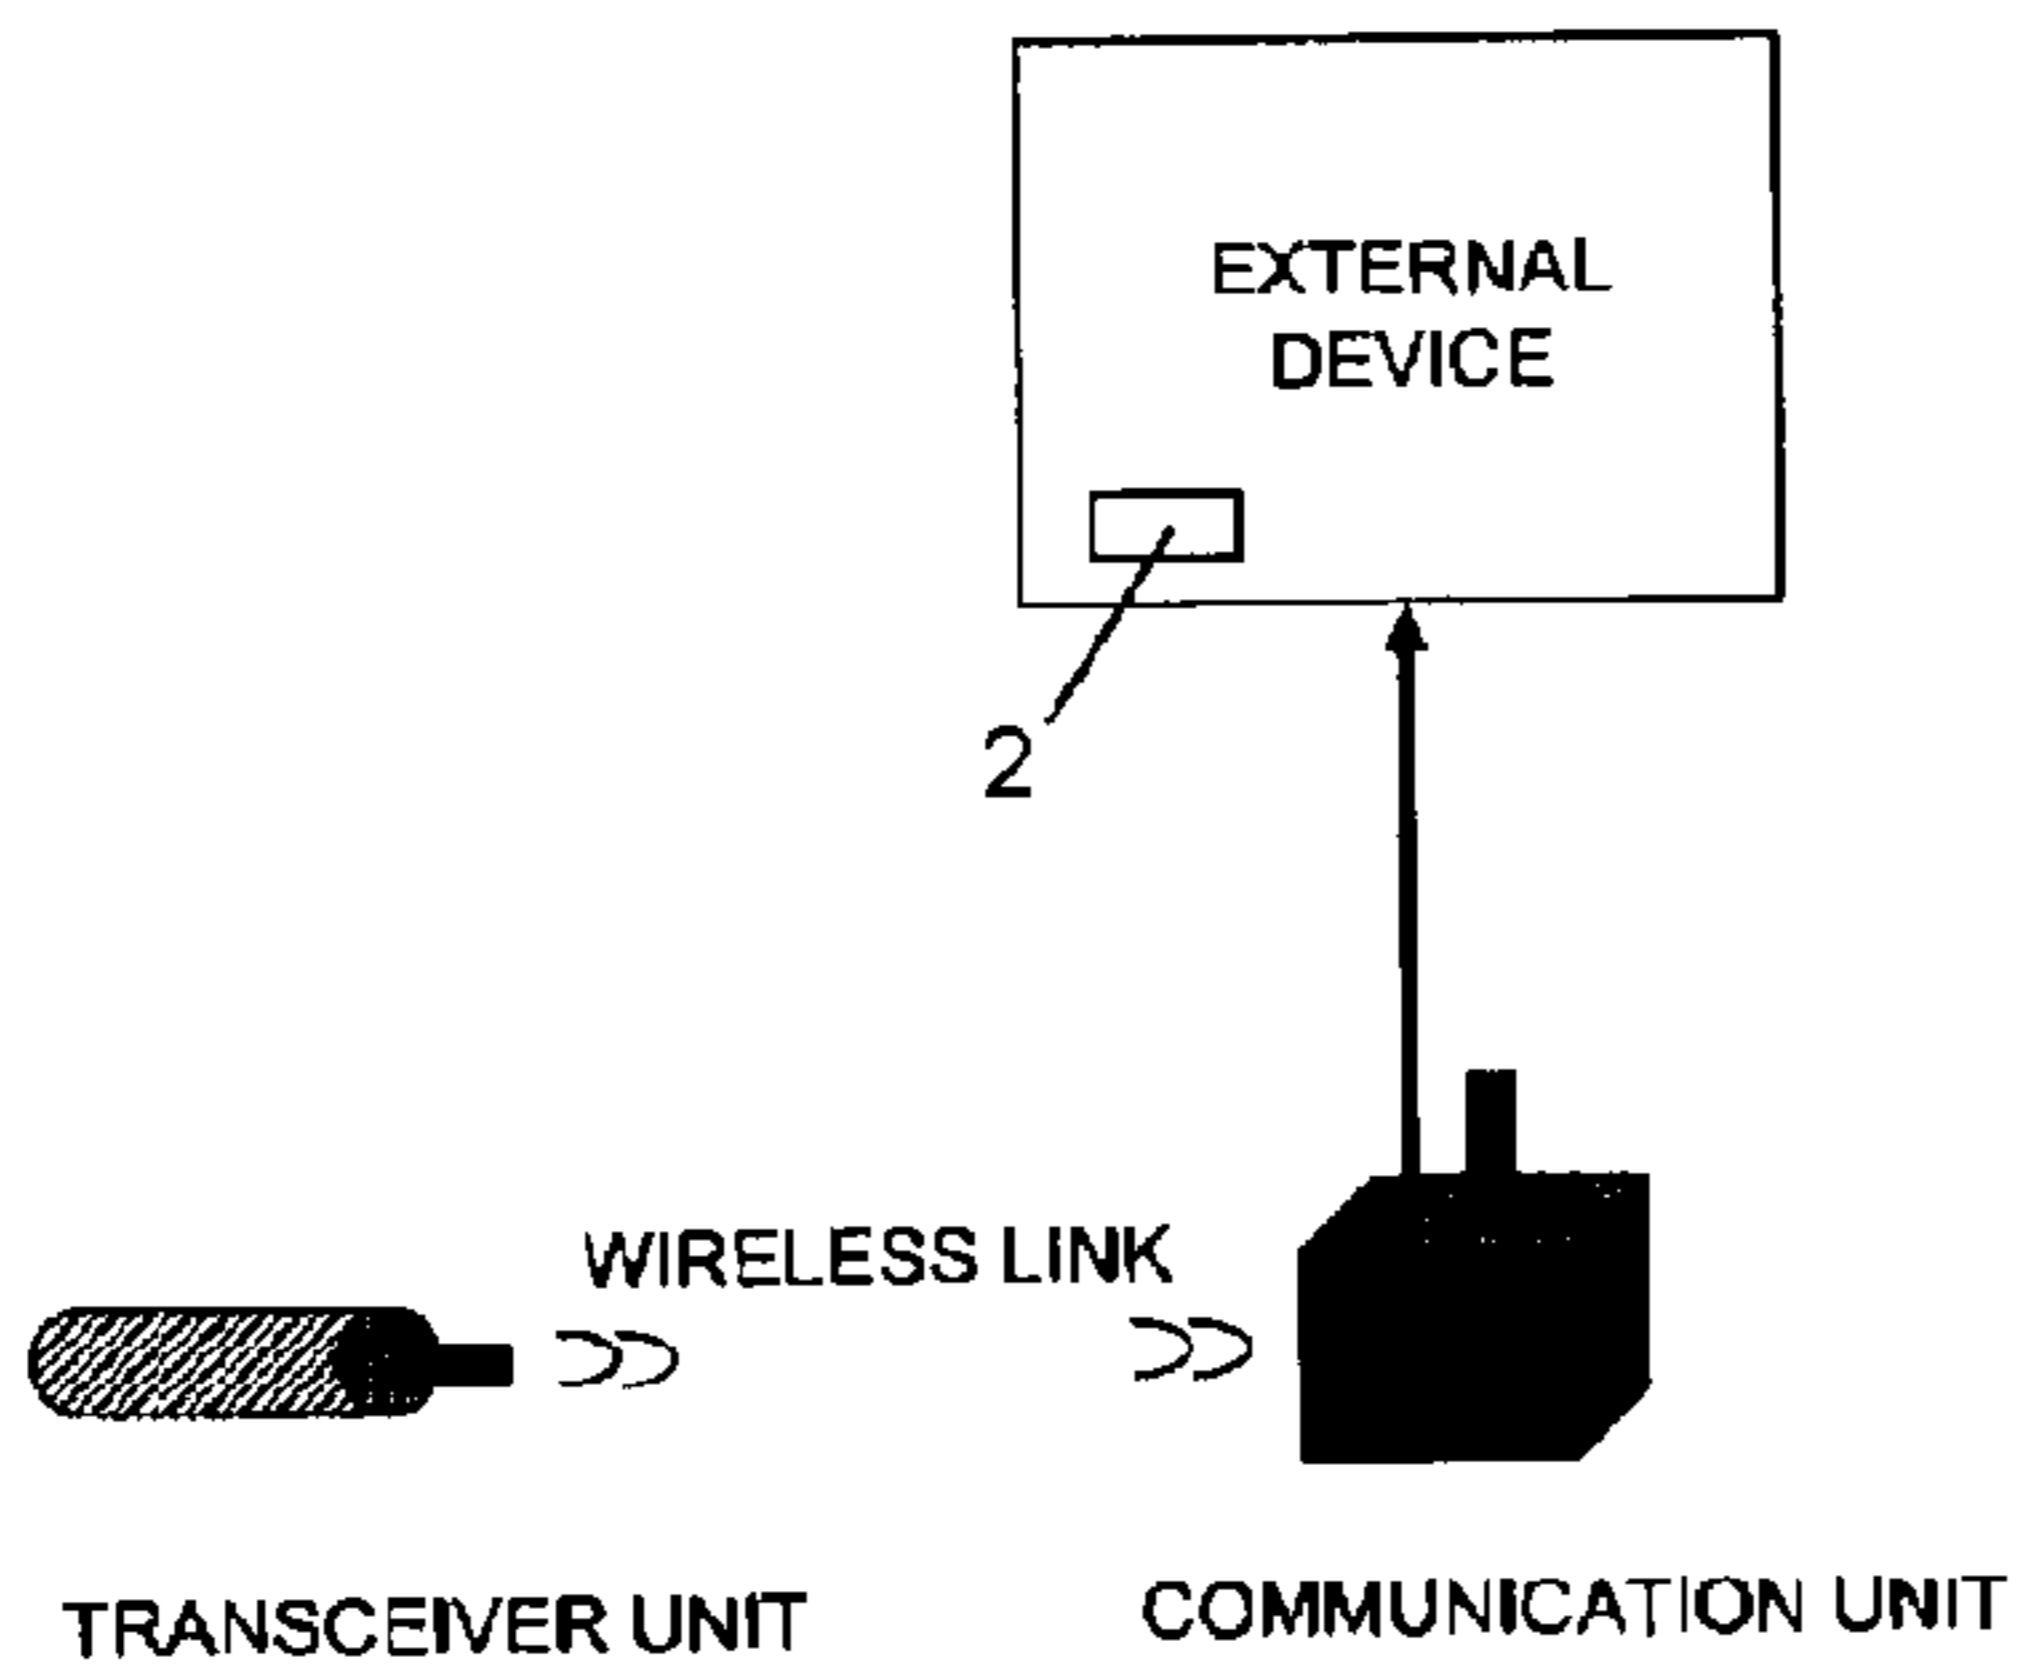 EXTERNAL
DEVICE
2
WIRELESS LINK
TRANSCEIVER UNIT
COMMUNICATION UNIT